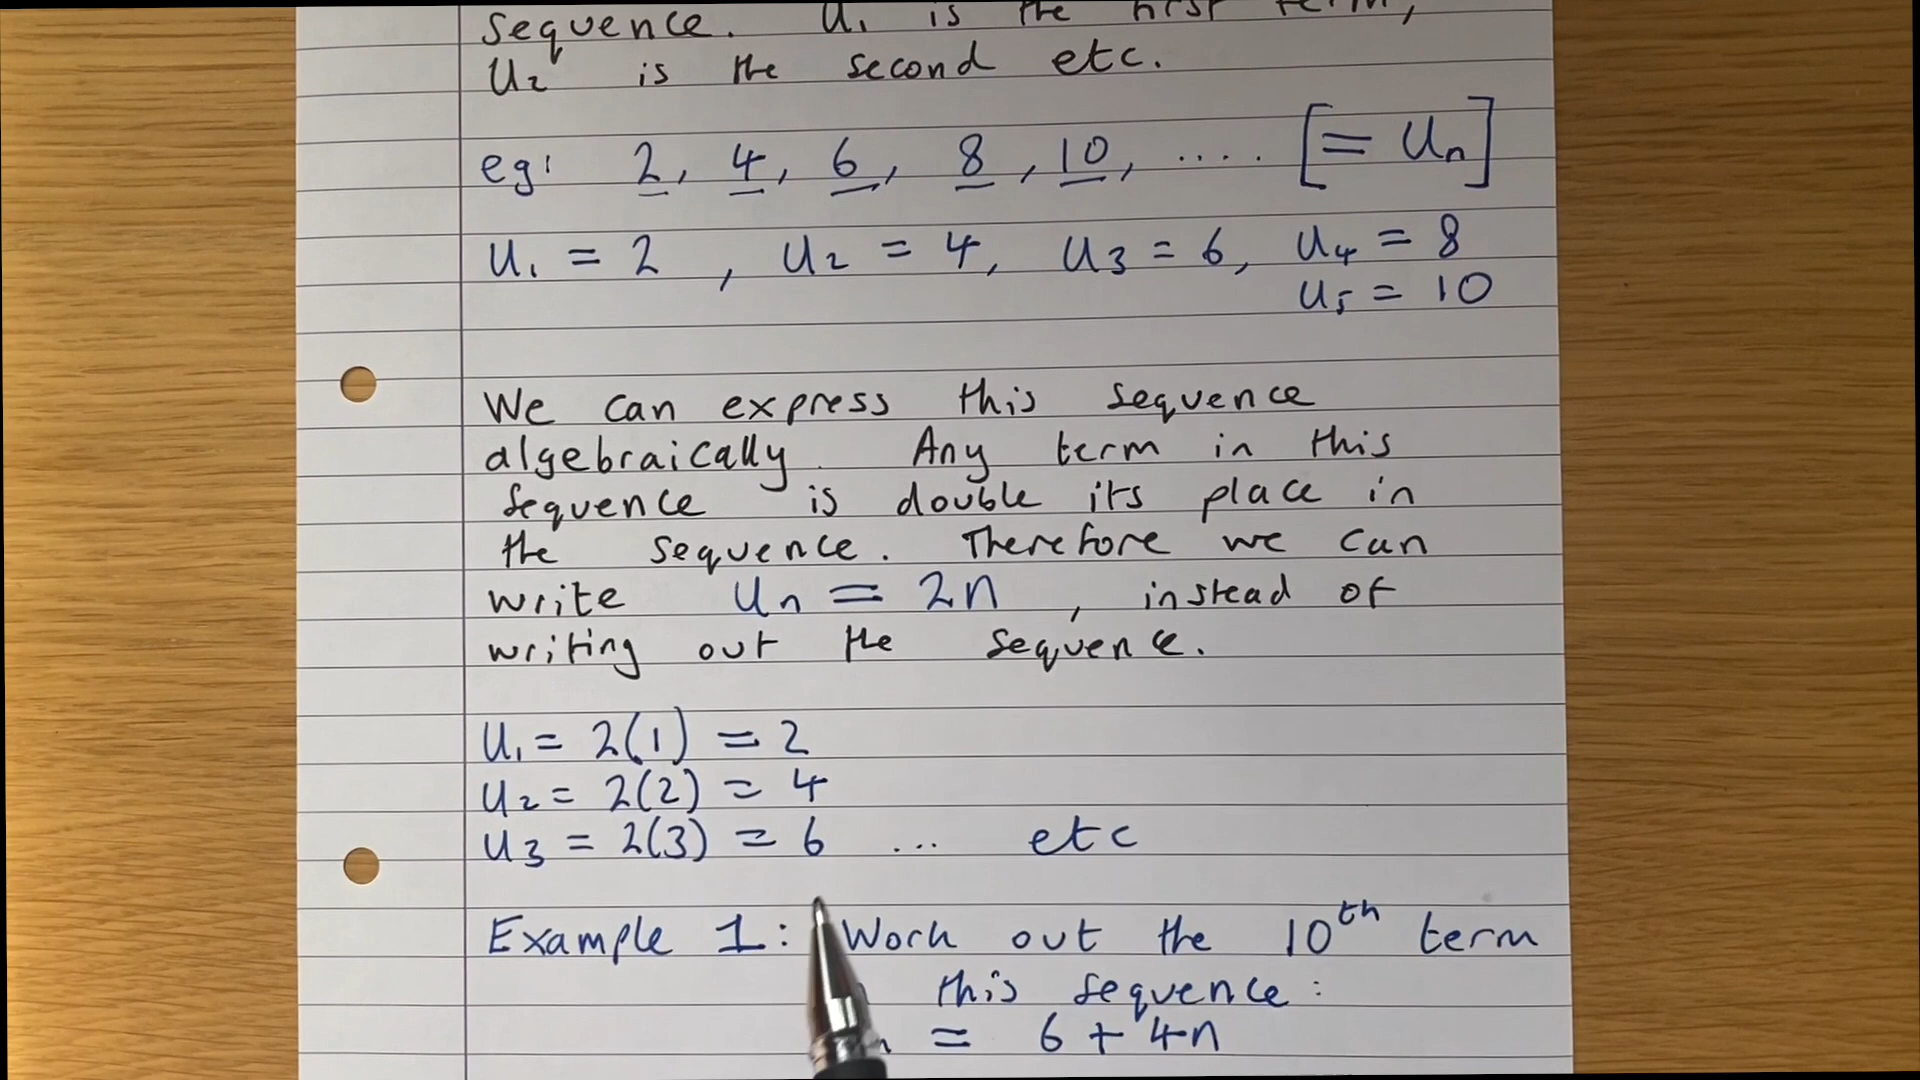 sequence. U₁ is the first term,
U₂ is the second etc.
eg: 2, 4, 6, 8, 10, .... [= Un]
U₁ = 2 , U₂ = 4, U₃ = 6, U₄ = 8
U₅ = 10
We can express this sequence
algebraically. Any term in this
sequence is double its place in
the sequence. Therefore we can
write Un = 2n , instead of
writing out the sequence.
U₁ = 2(1) = 2
U₂ = 2(2) = 4
U₃ = 2(3) = 6 ... etc
Example 1: Work out the 10th term
this sequence:
= 6 + 4n